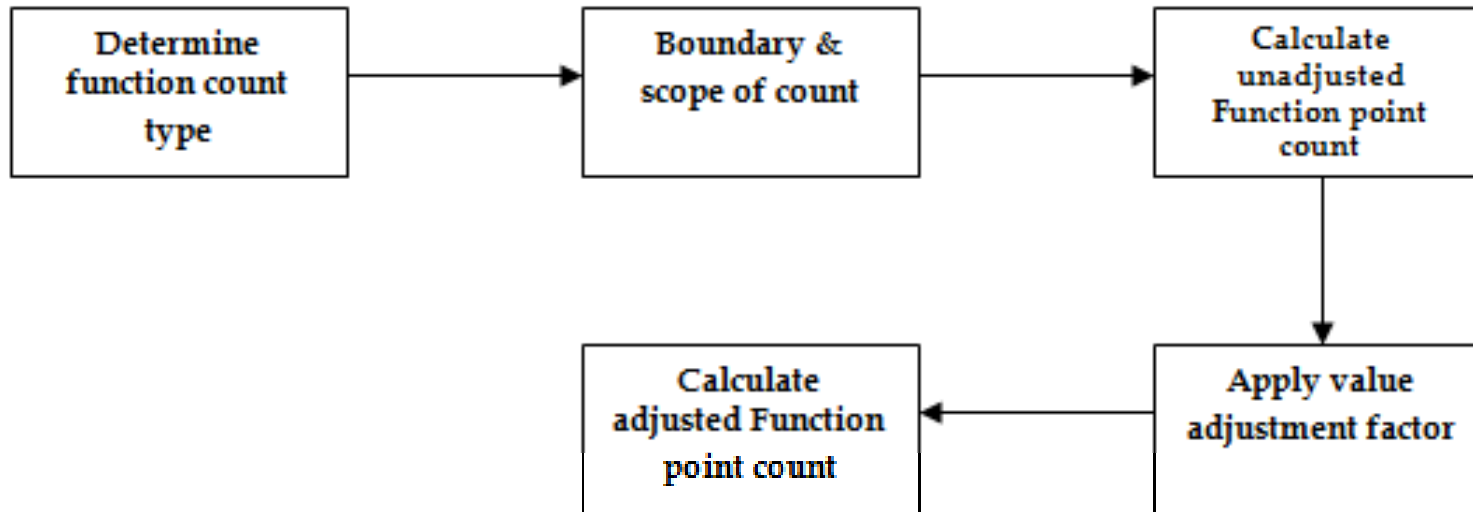 Determine
function count
type
Boundary &
scope of count
Calculate
unadjusted
Function point
count
Apply value
adjustment factor
Calculate
adjusted Function
point count